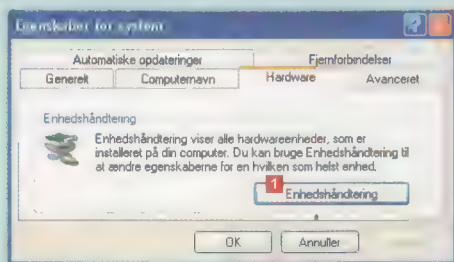 Egenskaber for system
Automatiske opdateringer Fjernforbindelser
Generelt Computernavn Hardware Avanceret
Enhedshåndtering
Enhedshåndtering viser alle hardwareenheder, som er
installeret på din computer. Du kan bruge Enhedshåndtering til
at ændre egenskaberne for en hvilken som helst enhed.
1
Enhedshåndtering
OK Annuller